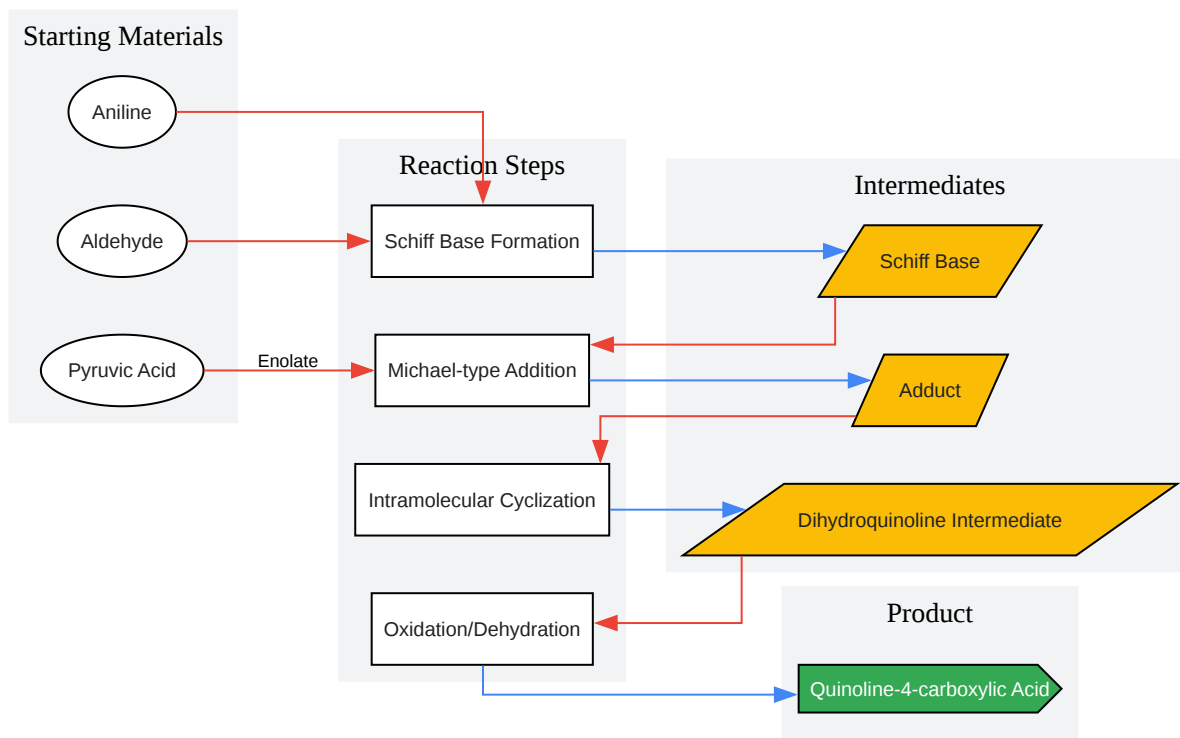 Starting Materials
Aniline
Aldehyde
Pyruvic Acid
Enolate
Reaction Steps
Schiff Base Formation
Michael-type Addition
Intramolecular Cyclization
Oxidation/Dehydration
Intermediates
Schiff Base
Adduct
Dihydroquinoline Intermediate
Product
Quinoline-4-carboxylic Acid